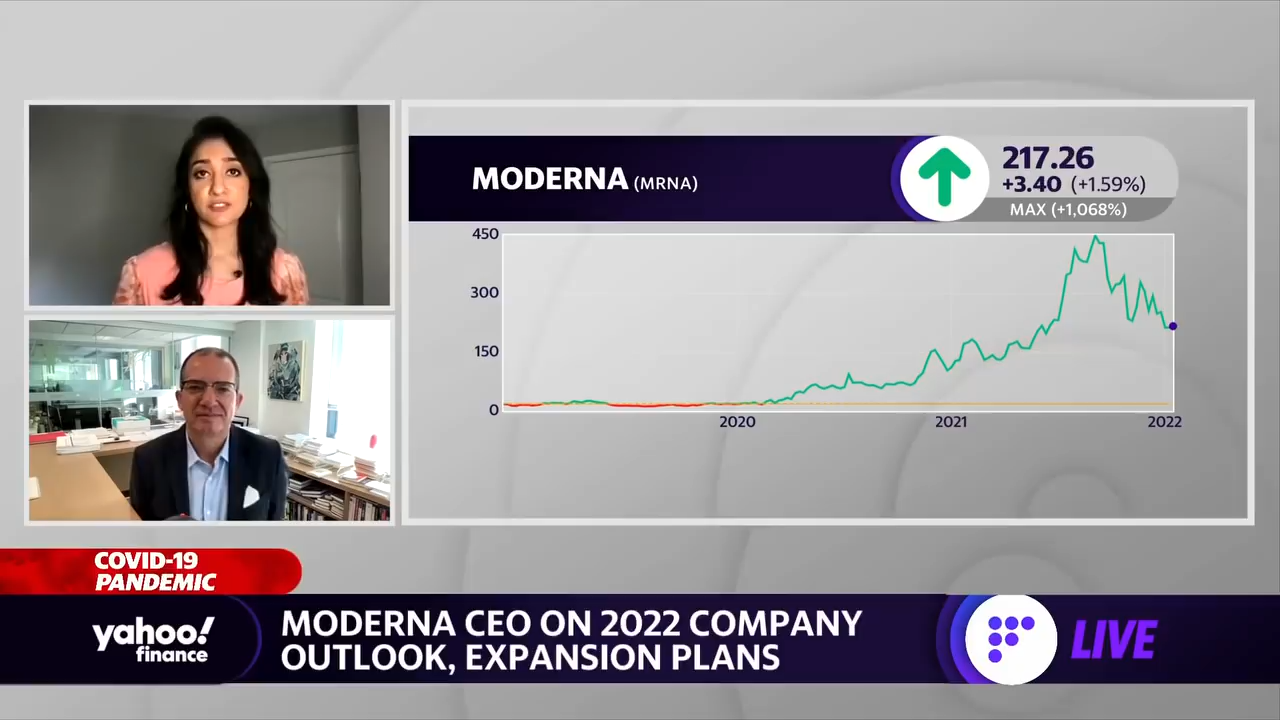 MODERNA (MRNA)
217.26
+3.40 (+1.59%)
MAX (+1,068%)
450
300
150
0
2020
2021
2022
COVID-19
PANDEMIC
yahoo!
finance
MODERNA CEO ON 2022 COMPANY
OUTLOOK, EXPANSION PLANS
LIVE